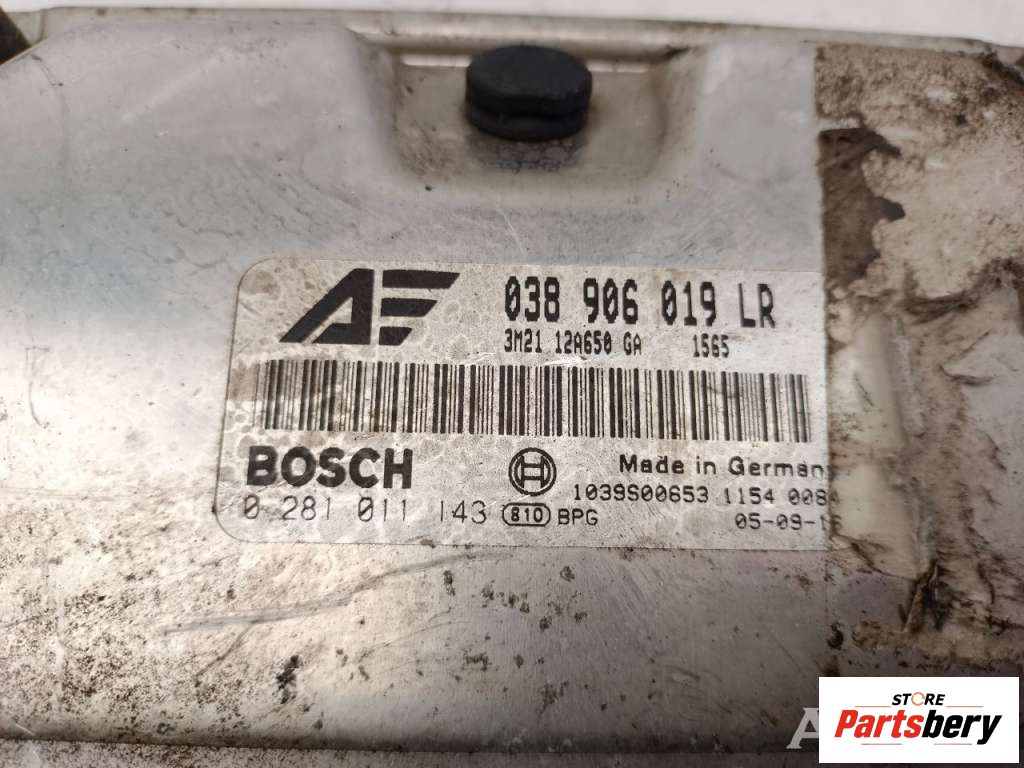 038 906 019 LR
3M21 12A650 GA 1565
BOSCH
Made in German
0 281 011 143 810 BPG
1039S00653 1154 008
05-09-1
STORE
Partsbery